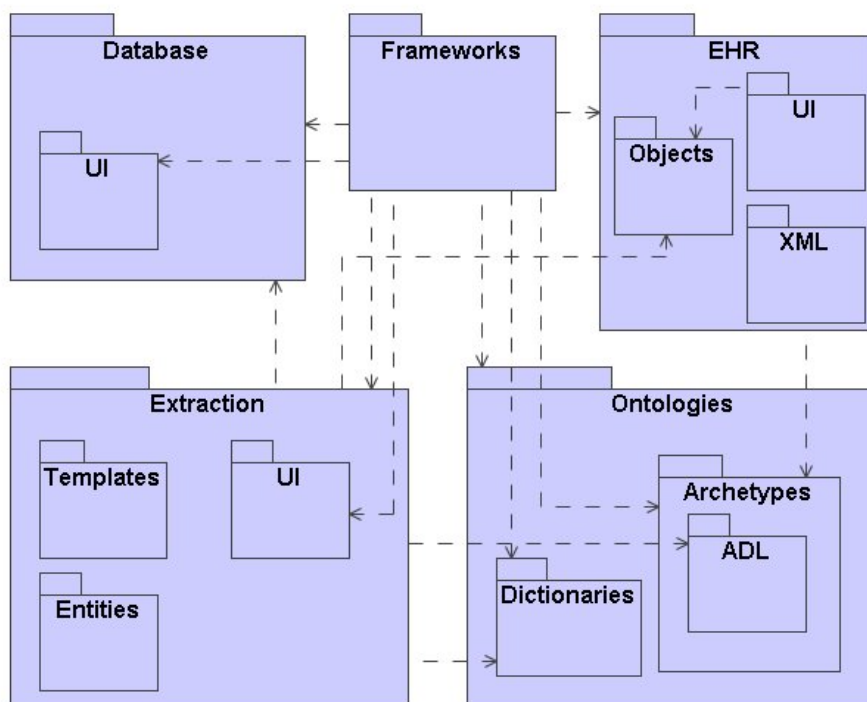 Database
UI
Frameworks
EHR
UI
Objects
XML
Extraction
Templates
UI
Entities
Ontologies
Archetypes
ADL
Dictionaries